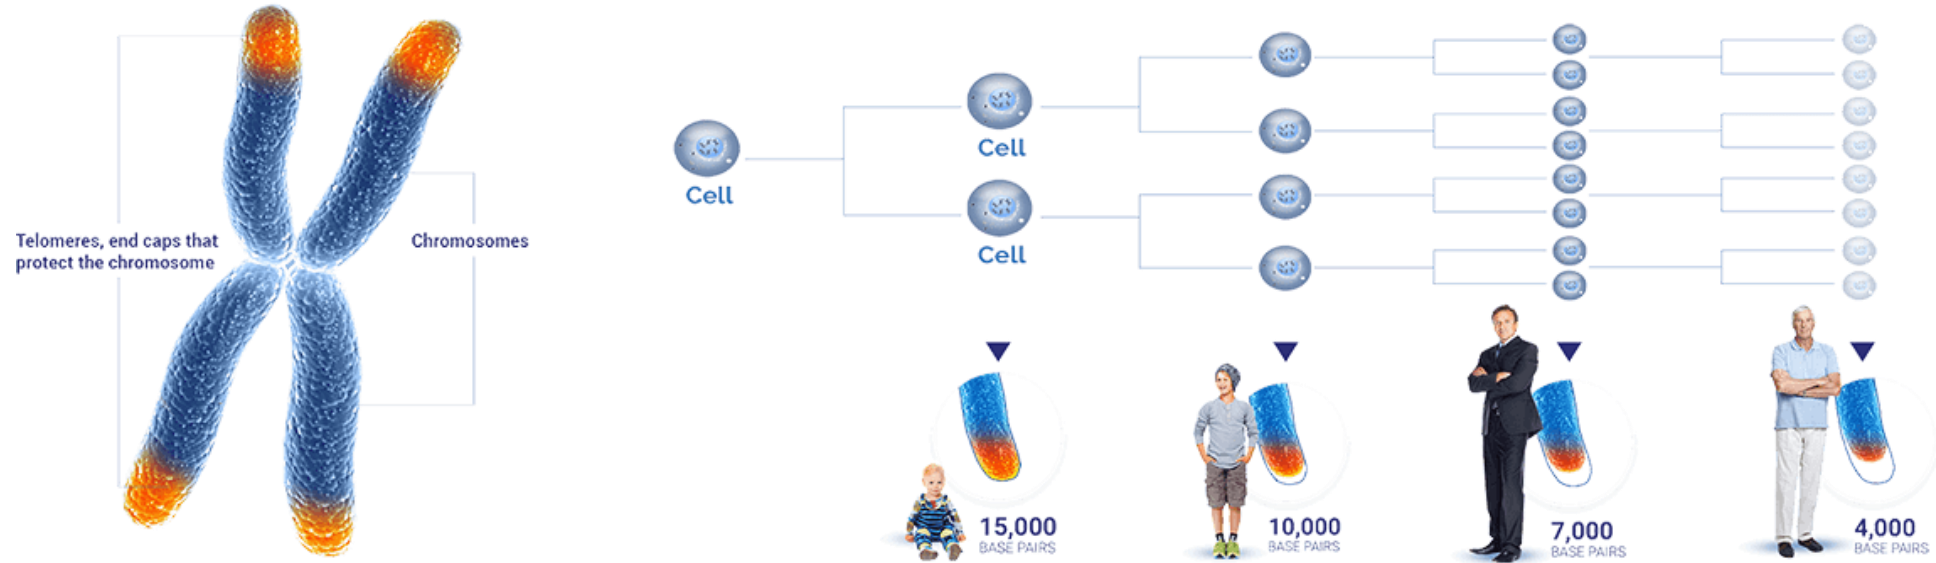 Telomeres, end caps that
protect the chromosome
Chromosomes
Cell
Cell
Cell
15,000
BASE PAIRS
10,000
BASE PAIRS
7,000
BASE PAIRS
4,000
BASE PAIRS